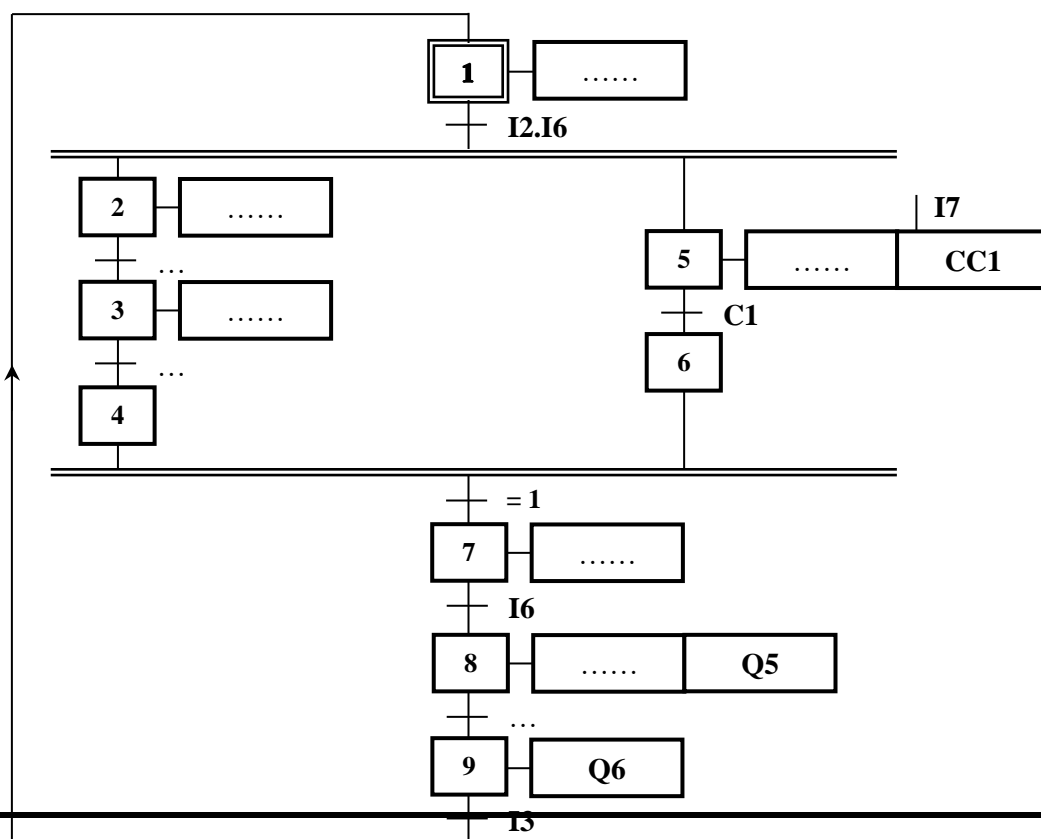 1 ......
I2.I6
2 ......
I7
5 ...... CC1
...
3 ......
C1
6
...
4
= 1
7 ......
I6
8 ...... Q5
...
9 Q6
I3